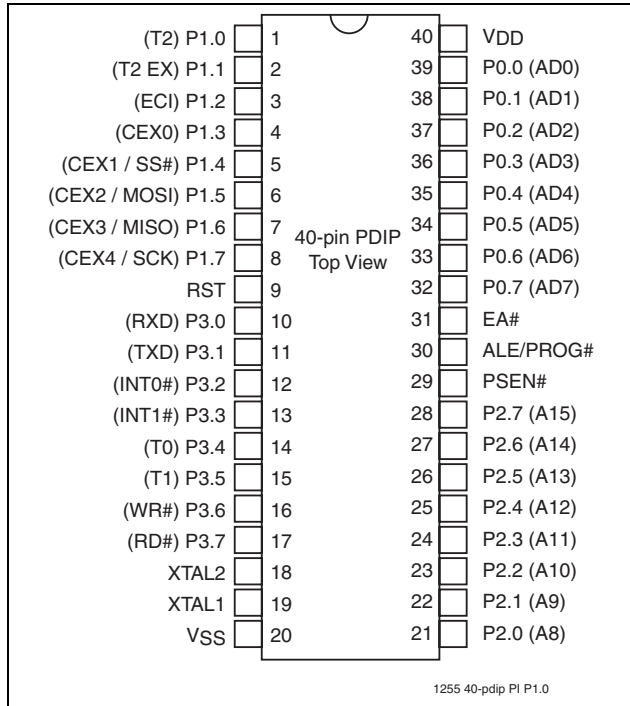 (T2) P1.0 1 40 VDD
(T2 EX) P1.1 2 39 P0.0 (AD0)
(ECI) P1.2 3 38 P0.1 (AD1)
(CEX0) P1.3 4 37 P0.2 (AD2)
(CEX1 / SS#) P1.4 5 36 P0.3 (AD3)
(CEX2 / MOSI) P1.5 6 35 P0.4 (AD4)
(CEX3 / MISO) P1.6 7 34 P0.5 (AD5)
40-pin PDIP
(CEX4 / SCK) P1.7 8 Top View 33 P0.6 (AD6)
RST 9 32 P0.7 (AD7)
(RXD) P3.0 10 31 EA#
(TXD) P3.1 11 30 ALE/PROG#
(INT0#) P3.2 12 29 PSEN#
(INT1#) P3.3 13 28 P2.7 (A15)
(T0) P3.4 14 27 P2.6 (A14)
(T1) P3.5 15 26 P2.5 (A13)
(WR#) P3.6 16 25 P2.4 (A12)
(RD#) P3.7 17 24 P2.3 (A11)
XTAL2 18 23 P2.2 (A10)
XTAL1 19 22 P2.1 (A9)
VSS 20 21 P2.0 (A8)
1255 40-pdip PI P1.0